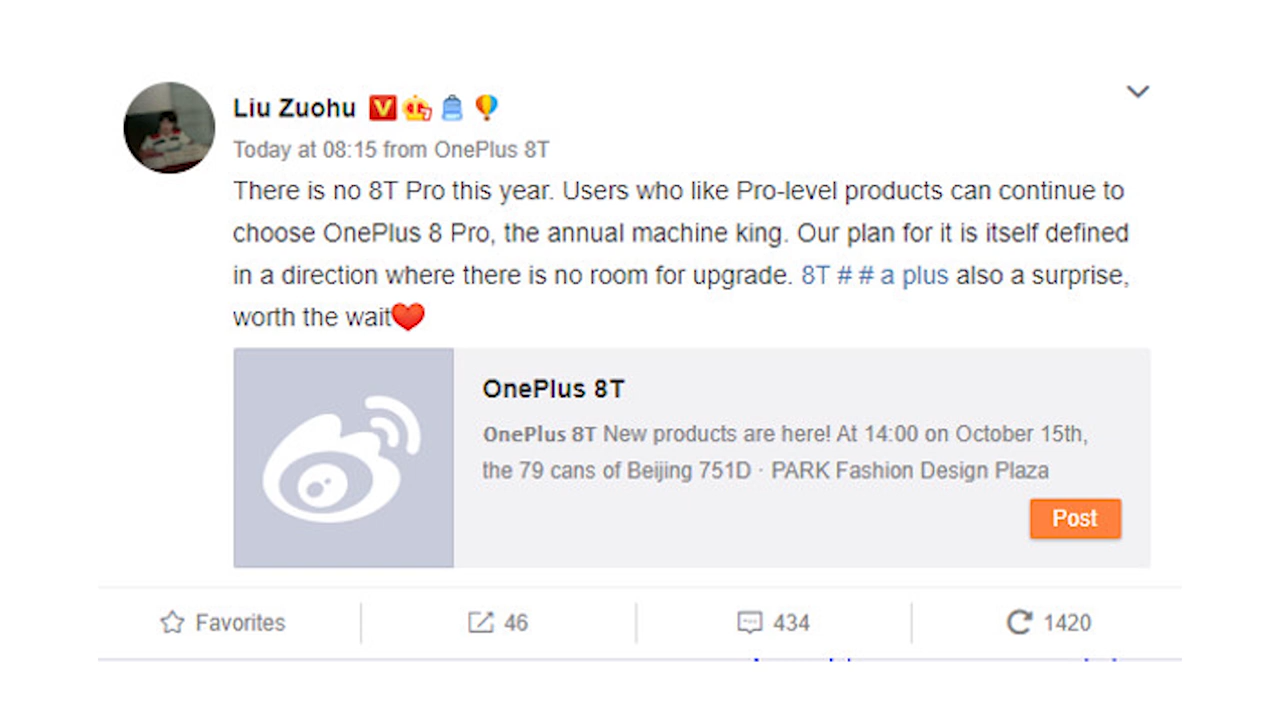 Liu Zuohu
Today at 08:15 from OnePlus 8T
There is no 8T Pro this year. Users who like Pro-level products can continue to
choose OnePlus 8 Pro, the annual machine king. Our plan for it is itself defined
in a direction where there is no room for upgrade. 8T # # a plus also a surprise,
worth the wait❤️
OnePlus 8T
OnePlus 8T New products are here! At 14:00 on October 15th,
the 79 cans of Beijing 751D · PARK Fashion Design Plaza
Post
Favorites 46 434 1420